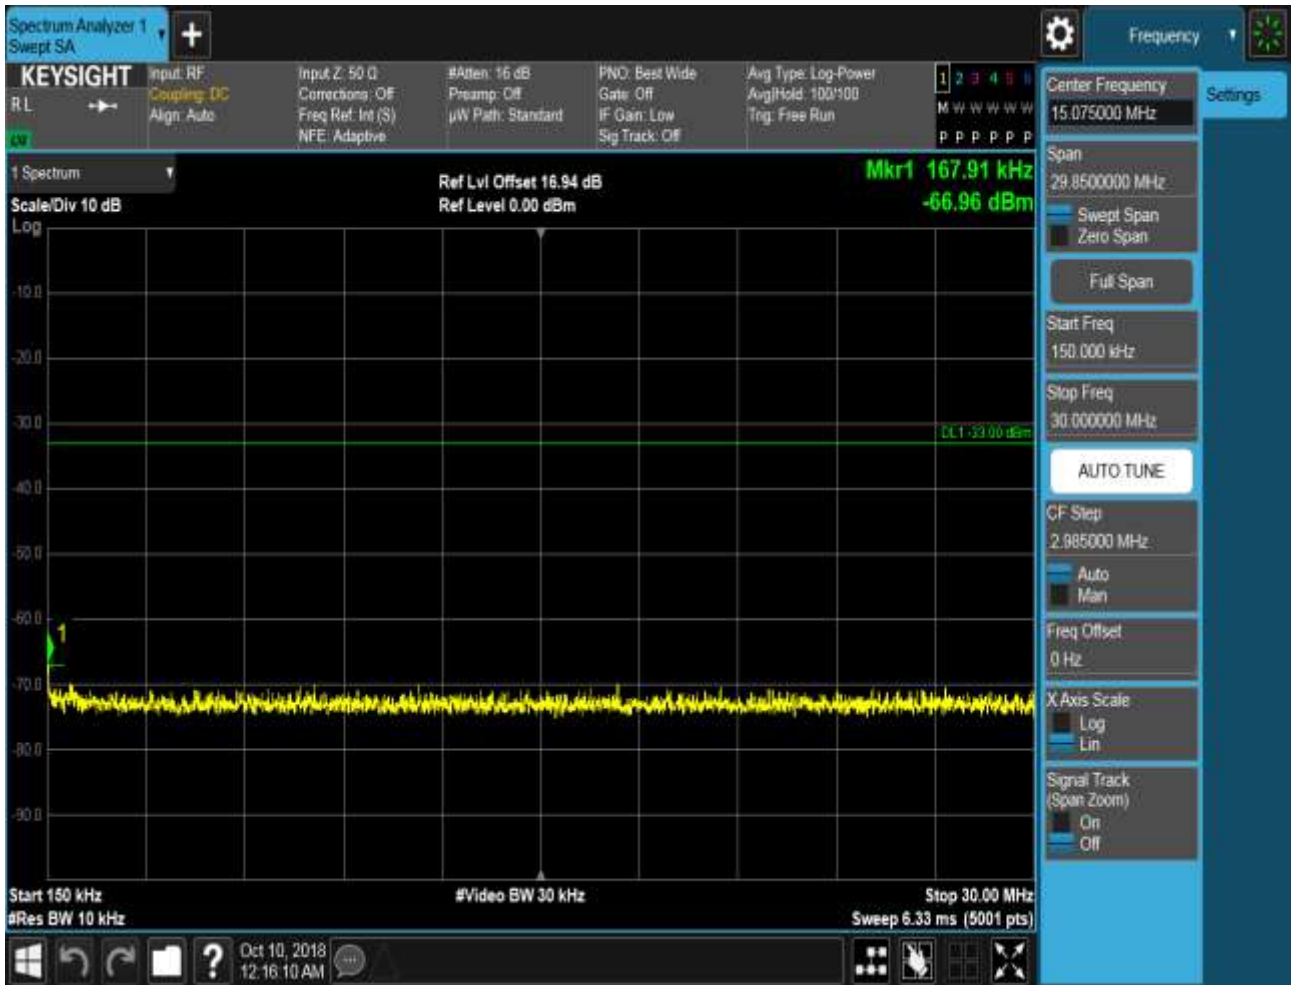 Spectrum Analyzer 1
Swept SA
+
Frequency
KEYSIGHT
RL
LXI
Input: RF
Coupling: DC
Align: Auto
Input Z: 50 Ω
Corrections: Off
Freq Ref: Int (S)
NFE: Adaptive
#Atten: 16 dB
Preamp: Off
µW Path: Standard
PNO: Best Wide
Gate: Off
IF Gain: Low
Sig Track: Off
Avg Type: Log-Power
Avg|Hold: 100/100
Trig: Free Run
1 2 3 4 5 6
M W W W W W
P P P P P P
1 Spectrum
Scale/Div 10 dB
Log
Ref Lvl Offset 16.94 dB
Ref Level 0.00 dBm
Mkr1 167.91 kHz
-66.96 dBm
-10.0
-20.0
-30.0
DL1 -33.00 dBm
-40.0
-50.0
-60.0
1
-70.0
-80.0
-90.0
Start 150 kHz
#Video BW 30 kHz
Stop 30.00 MHz
#Res BW 10 kHz
Sweep 6.33 ms (5001 pts)
Center Frequency
15.075000 MHz
Settings
Span
29.8500000 MHz
Swept Span
Zero Span
Full Span
Start Freq
150.000 kHz
Stop Freq
30.000000 MHz
AUTO TUNE
CF Step
2.985000 MHz
Auto
Man
Freq Offset
0 Hz
X Axis Scale
Log
Lin
Signal Track
(Span Zoom)
On
Off
?
Oct 10, 2018
12:16:10 AM